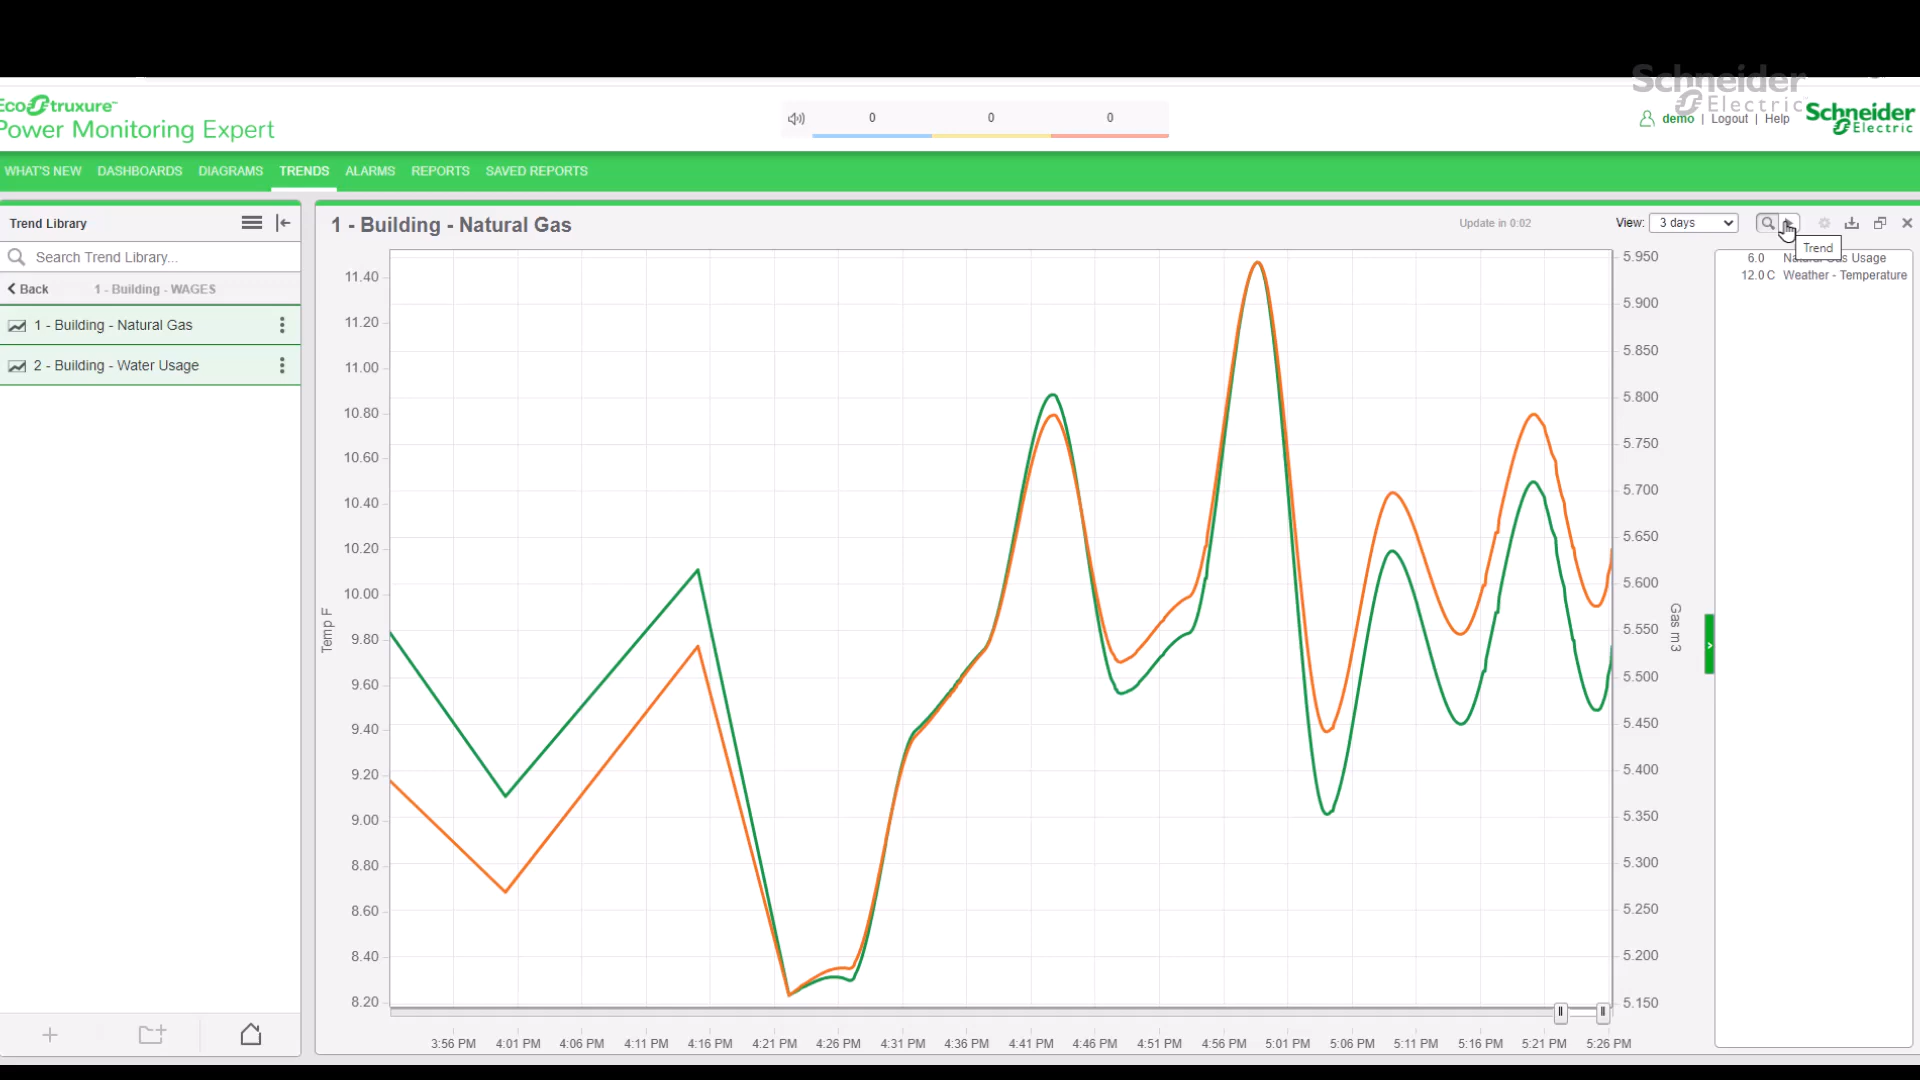 Schneider
Electric
EcoStruxure™
Power Monitoring Expert
0 0 0
demo | Logout | Help
Schneider
Electric
WHAT'S NEW DASHBOARDS DIAGRAMS TRENDS ALARMS REPORTS SAVED REPORTS
Trend Library
Search Trend Library...
Back 1 - Building - WAGES
1 - Building - Natural Gas
2 - Building - Water Usage
1 - Building - Natural Gas
Update in 0:02
View: 3 days
Trend
6.0 Natural Gas Usage
12.0 C Weather - Temperature
11.40
11.20
11.00
10.80
10.60
10.40
10.20
10.00
9.80
9.60
9.40
9.20
9.00
8.80
8.60
8.40
8.20
Temp F
5.950
5.900
5.850
5.800
5.750
5.700
5.650
5.600
5.550
5.500
5.450
5.400
5.350
5.300
5.250
5.200
5.150
Gas m3
3:56 PM 4:01 PM 4:06 PM 4:11 PM 4:16 PM 4:21 PM 4:26 PM 4:31 PM 4:36 PM 4:41 PM 4:46 PM 4:51 PM 4:56 PM 5:01 PM 5:06 PM 5:11 PM 5:16 PM 5:21 PM 5:26 PM